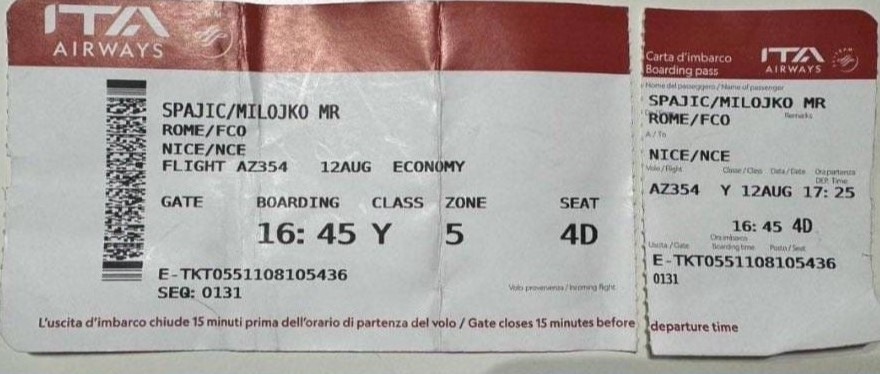 ITA
AIRWAYS
SPAJIC/MILOJKO MR
ROME/FCO
NICE/NCE
FLIGHT AZ354 12AUG ECONOMY
GATE BOARDING CLASS ZONE SEAT
16: 45 Y 5 4D
E-TKT0551108105436
SEQ: 0131
Volo provenienza / Incoming flight
L'uscita d'imbarco chiude 15 minuti prima dell'orario di partenza del volo / Gate closes 15 minutes before departure time
Carta d'imbarco
Boarding pass
ITA
AIRWAYS
Nome del passeggero / Name of passenger
SPAJIC/MILOJKO MR
ROME/FCO
Remarks
A / To
NICE/NCE
Volo / Flight Classe / Class Data / Date Ora partenza
DEP. Time
AZ354 Y 12AUG 17: 25
16: 45 4D
Ora imbarco
Uscita / Gate Boarding time Posto / Seat
E-TKT0551108105436
0131